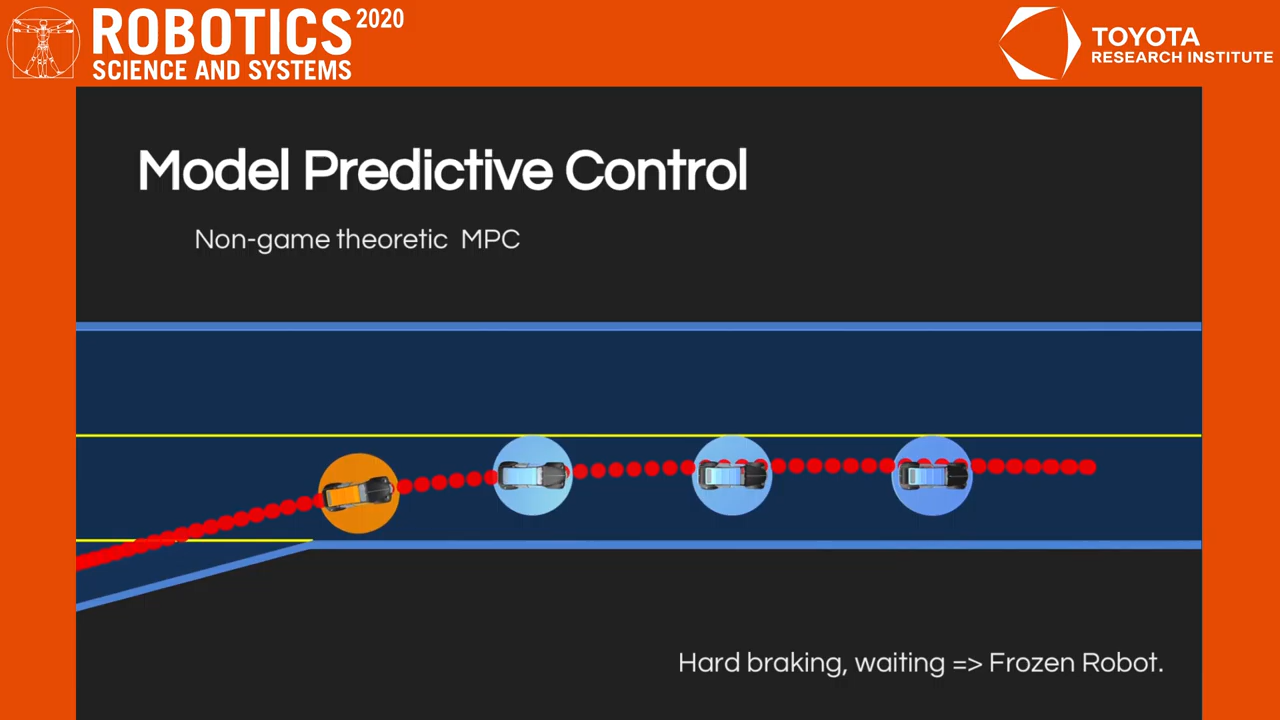 ROBOTICS 2020
SCIENCE AND SYSTEMS
TOYOTA
RESEARCH INSTITUTE
Model Predictive Control
Non-game theoretic MPC
Hard braking, waiting => Frozen Robot.